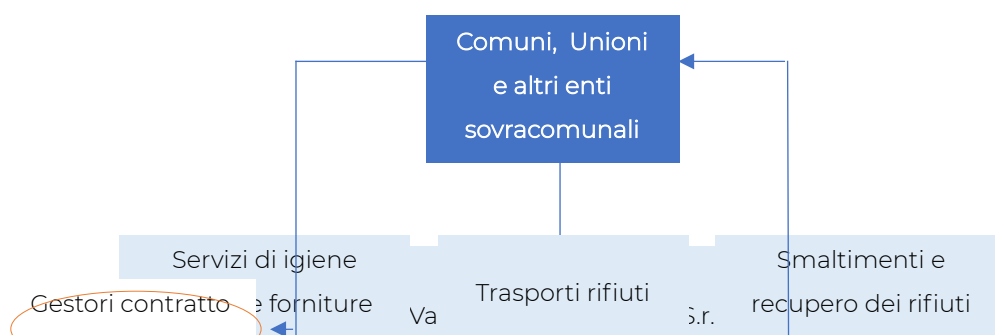 Comuni, Unioni
e altri enti
sovracomunali
Servizi di igiene
e forniture
Gestori contratto
Va
Trasporti rifiuti
S.r.
Smaltimenti e
recupero dei rifiuti